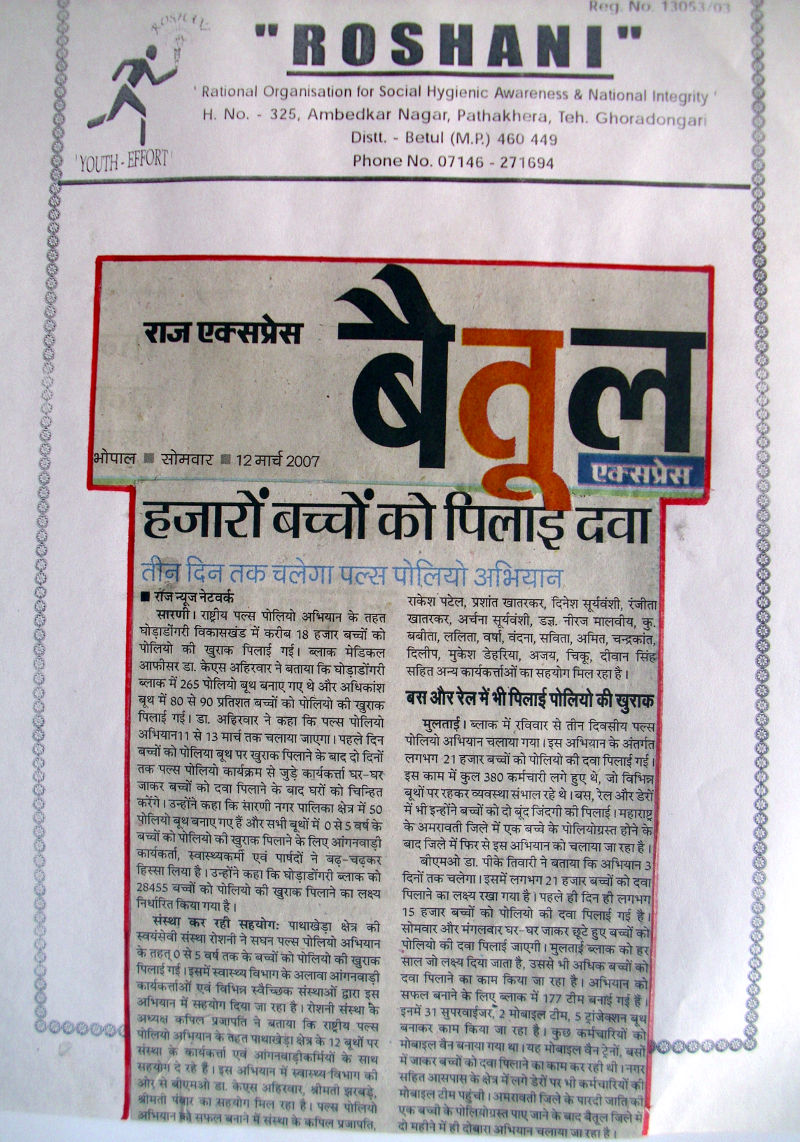 Reg. No. 13053/03
ROSHANI
"ROSHANI"
' Rational Organisation for Social Hygienic Awareness & National Integrity '
H. No. - 325, Ambedkar Nagar, Pathakhera, Teh. Ghoradongari
Distt. - Betul (M.P.) 460 449
Phone No. 07146 - 271694
'YOUTH - EFFORT'
राज एक्सप्रेस
बैतूल
एक्सप्रेस
भोपाल ■ सोमवार ■ 12 मार्च 2007
हजारों बच्चों को पिलाई दवा
तीन दिन तक चलेगा पल्स पोलियो अभियान
■ राज न्यूज नेटवर्क
सारणी। राष्ट्रीय पल्स पोलियो अभियान के तहत
घोड़ाडोंगरी विकासखंड में करीब 18 हजार बच्चों को
पोलियो की खुराक पिलाई गई। ब्लाक मेडिकल
आफीसर डा. केएस अहिरवार ने बताया कि घोड़ाडोंगरी
ब्लाक में 265 पोलियो बूथ बनाए गए थे और अधिकांश
बूथ में 80 से 90 प्रतिशत बच्चों को पोलियो की खुराक
पिलाई गई। डा. अहिरवार ने कहा कि पल्स पोलियो
अभियान11 से 13 मार्च तक चलाया जाएगा। पहले दिन
बच्चों को पोलिया बूथ पर खुराक पिलाने के बाद दो दिनों
तक पल्स पोलियो कार्यक्रम से जुड़े कार्यकर्ता घर-घर
जाकर बच्चों को दवा पिलाने के बाद घरों को चिन्हित
करेंगे। उन्होंने कहा कि सारणी नगर पालिका क्षेत्र में 50
पोलियो बूथ बनाए गए हैं और सभी बूथों में 0 से 5 वर्ष के
बच्चों को पोलियो की खुराक पिलाने के लिए आंगनवाड़ी
कार्यकर्ता, स्वास्थ्यकर्मी एवं पार्षदों ने बढ़-चढ़कर
हिस्सा लिया है। उन्होंने कहा कि घोड़ाडोंगरी ब्लाक को
28455 बच्चों को पोलियो की खुराक पिलाने का लक्ष्य
निर्धारित किया गया है।
संस्था कर रही सहयोग: पाथाखेड़ा क्षेत्र की
स्वयंसेवी संस्था रोशनी ने सघन पल्स पोलियो अभियान
के तहत् 0 से 5 वर्ष तक के बच्चों को पोलियो की खुराक
पिलाई गई। इसमें स्वास्थ्य विभाग के अलावा आंगनवाड़ी
कार्यकर्त्ताओं एवं विभिन्न स्वैच्छिक संस्थाओं द्वारा इस
अभियान में सहयोग दिया जा रहा है। रोशनी संस्था के
अध्यक्ष कपिल प्रजापति ने बताया कि राष्ट्रीय पल्स
पोलियो अभियान के तहत पाथाखेड़ा क्षेत्र के 12 बूथों पर
संस्था के कार्यकर्त्ता एवं आंगनवाड़ीकर्मियों के साथ
सहयोग दे रहे हैं। इस अभियान में स्वास्थ्य विभाग की
ओर से बीएमओ डा. केएस अहिरवार, श्रीमती झरबड़े,
श्रीमती पंवार का सहयोग मिल रहा है। पल्स पोलियो
अभियान को सफल बनाने में संस्था के कपिल प्रजापति,
राकेश पटेल, प्रशांत खातरकर, दिनेश सूर्यवंशी, रंजीता
खातरकर, अर्चना सूर्यवंशी, डज्ञ. नीरज मालवीय, कु.
बबीता, ललिता, वर्षा, वंदना, सविता, अमित, चन्द्रकांत,
दिलीप, मुकेश डेहरिया, अजय, चिकू, दीवान सिंह
सहित अन्य कार्यकर्त्ताओं का सहयोग मिल रहा है।
बस और रेल में भी पिलाई पोलियो की खुराक
मुलताई। ब्लाक में रविवार से तीन दिवसीय पल्स
पोलियो अभियान चलाया गया। इस अभियान के अंतर्गत
लगभग 21 हजार बच्चों को पोलियो की दवा पिलाई गई।
इस काम में कुल 380 कर्मचारी लगे हुए थे, जो विभिन्न
बूथों पर रहकर व्यवस्था संभाल रहे थे। बस, रेल और डेरों
में भी इन्होंने बच्चों को दो बूंद जिंदगी की पिलाई। महाराष्ट्र
के अमरावती जिले में एक बच्चे के पोलियोग्रस्त होने के
बाद जिले में फिर से इस अभियान को चलाया जा रहा है।
बीएमओ डा. पीके तिवारी ने बताया कि अभियान 3
दिनों तक चलेगा। इसमें लगभग 21 हजार बच्चों को दवा
पिलाने का लक्ष्य रखा गया है। पहले ही दिन ही लगभग
15 हजार बच्चों को पोलियो की दवा पिलाई गई है।
सोमवार और मंगलवार घर-घर जाकर छूटे हुए बच्चों को
पोलियो की दवा पिलाई जाएगी। मुलताई ब्लाक को हर
साल जो लक्ष्य दिया जाता है, उससे भी अधिक बच्चों को
दवा पिलाने का काम किया जा रहा है। अभियान को
सफल बनाने के लिए ब्लाक में 177 टीम बनाई गई हैं।
इनमें 31 सुपरवाईजर, 2 मोबाइल टीम, 5 ट्रांजेक्शन बूथ
बनाकर काम किया जा रहा है। कुछ कर्मचारियों को
मोबाइल वैन बनाया गया था। यह मोबाइल वैन ट्रेनों, बसों
में जाकर बच्चों को दवा पिलाने का काम कर रही थी। नगर
सहित आसपास के क्षेत्र में लगे डेरों पर भी कर्मचारियों की
मोबाइल टीम पहुंची। अमरावति जिले के पारदी जाति की
एक बच्चे के पोलियोग्रस्त पाए जाने के बाद बैतूल जिले में
दो महीने में ही दोबारा अभियान चलाया जा रहा है।